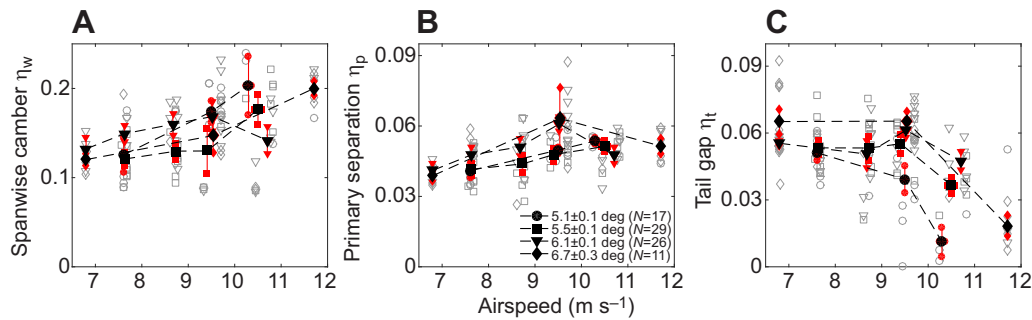 A
B
C
Spanwise camber ηw
0.2
0.1
0
7 8 9 10 11 12
Primary separation ηp
0.09
0.06
0.03
0
7 8 9 10 11 12
5.1±0.1 deg (N=17)
5.5±0.1 deg (N=29)
6.1±0.1 deg (N=26)
6.7±0.3 deg (N=11)
Airspeed (m s–1)
Tail gap ηt
0.09
0.06
0.03
0
7 8 9 10 11 12